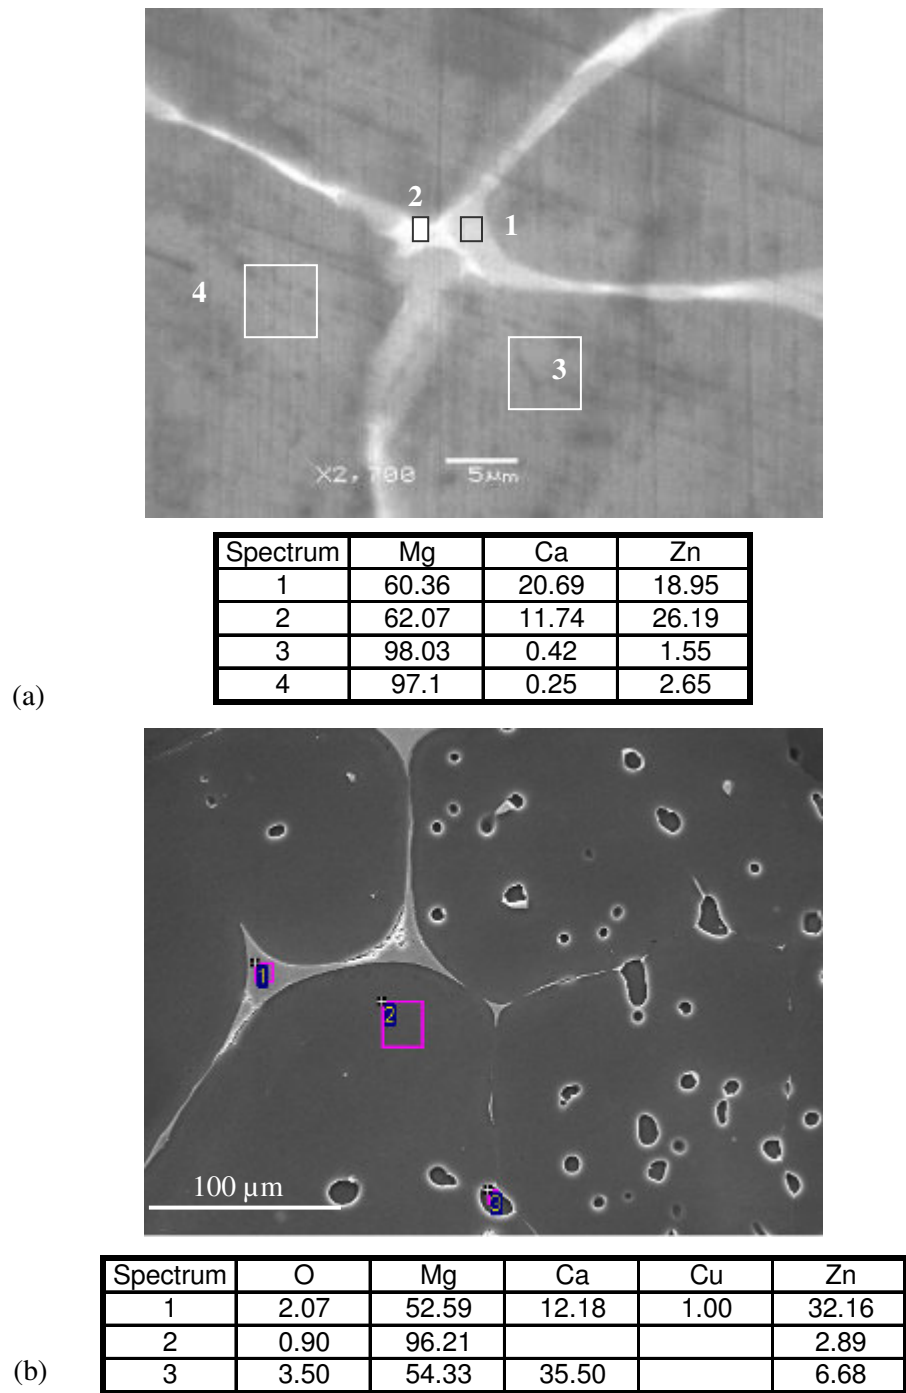 2
1
4
3
X2,700 5µm
Spectrum Mg Ca Zn
1 60.36 20.69 18.95
2 62.07 11.74 26.19
3 98.03 0.42 1.55
4 97.1 0.25 2.65
(a)
1
2
100 µm
3
Spectrum O Mg Ca Cu Zn
1 2.07 52.59 12.18 1.00 32.16
2 0.90 96.21 2.89
3 3.50 54.33 35.50 6.68
(b)